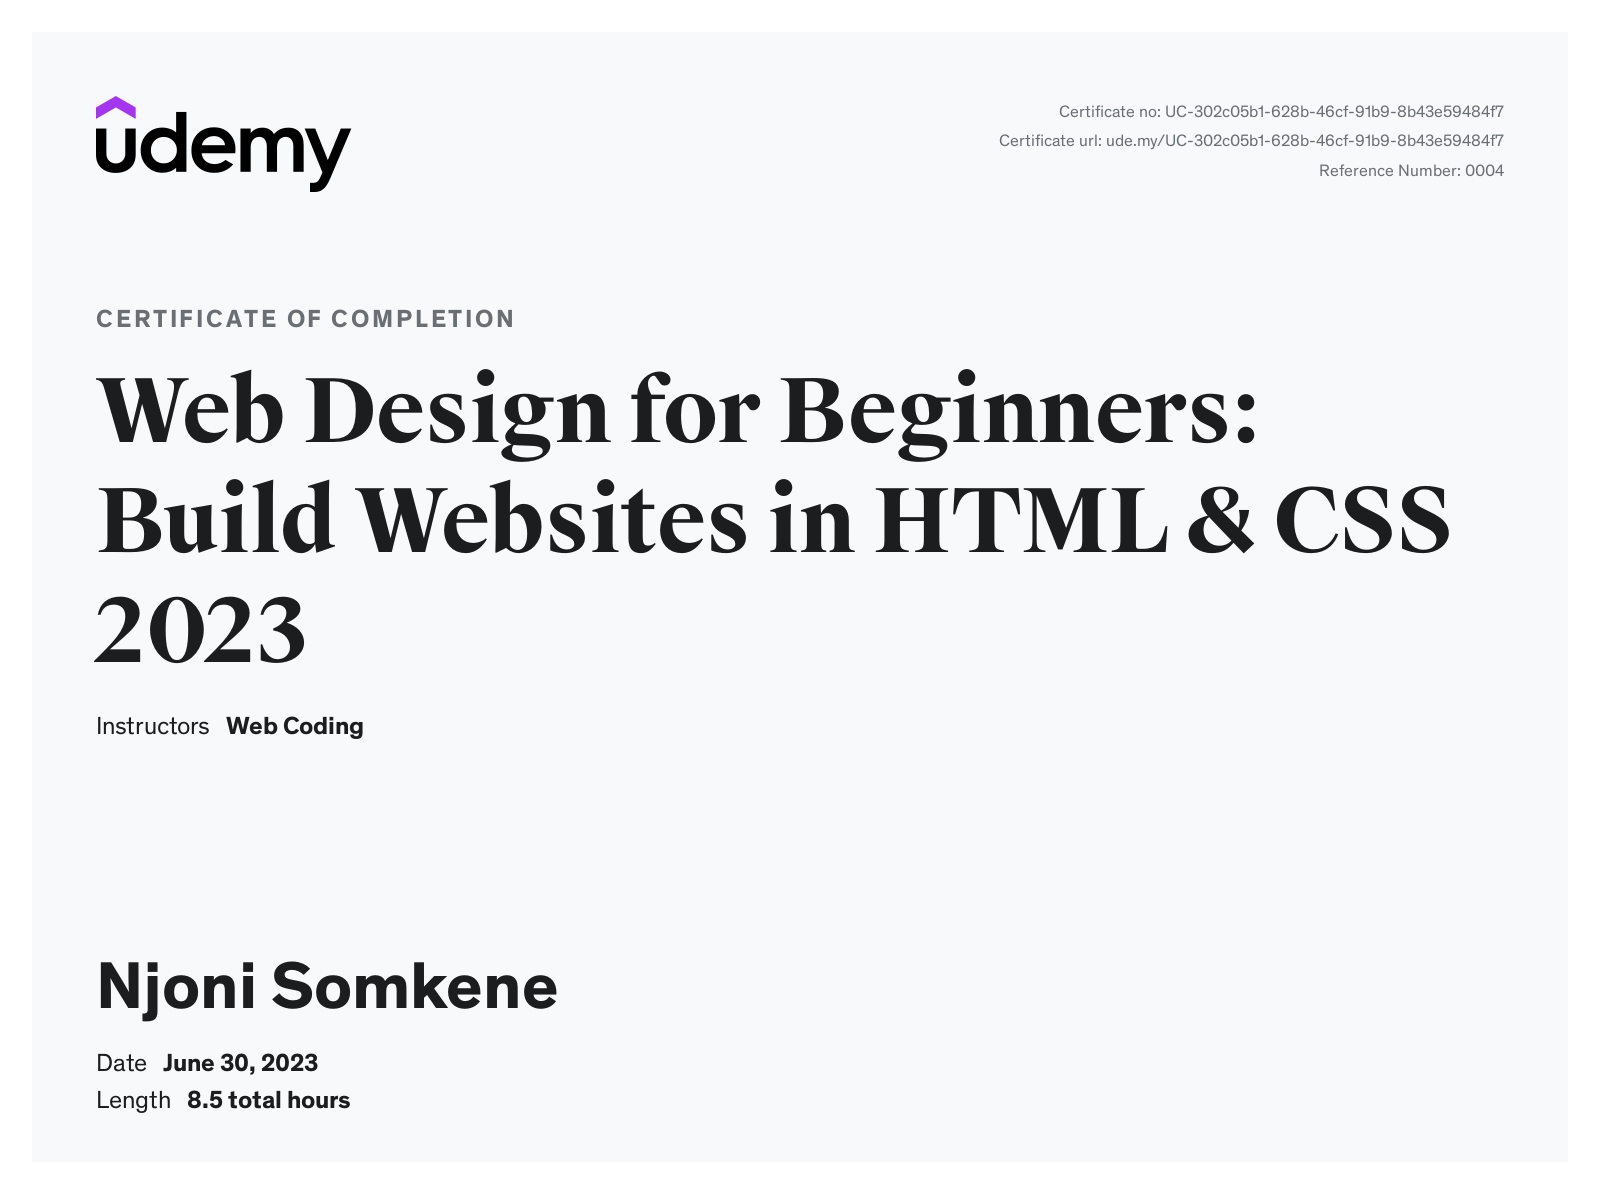 udemy
Certificate no: UC-302c05b1-628b-46cf-91b9-8b43e59484f7
Certificate url: ude.my/UC-302c05b1-628b-46cf-91b9-8b43e59484f7
Reference Number: 0004
CERTIFICATE OF COMPLETION
Web Design for Beginners:
Build Websites in HTML & CSS
2023
Instructors Web Coding
Njoni Somkene
Date June 30, 2023
Length 8.5 total hours